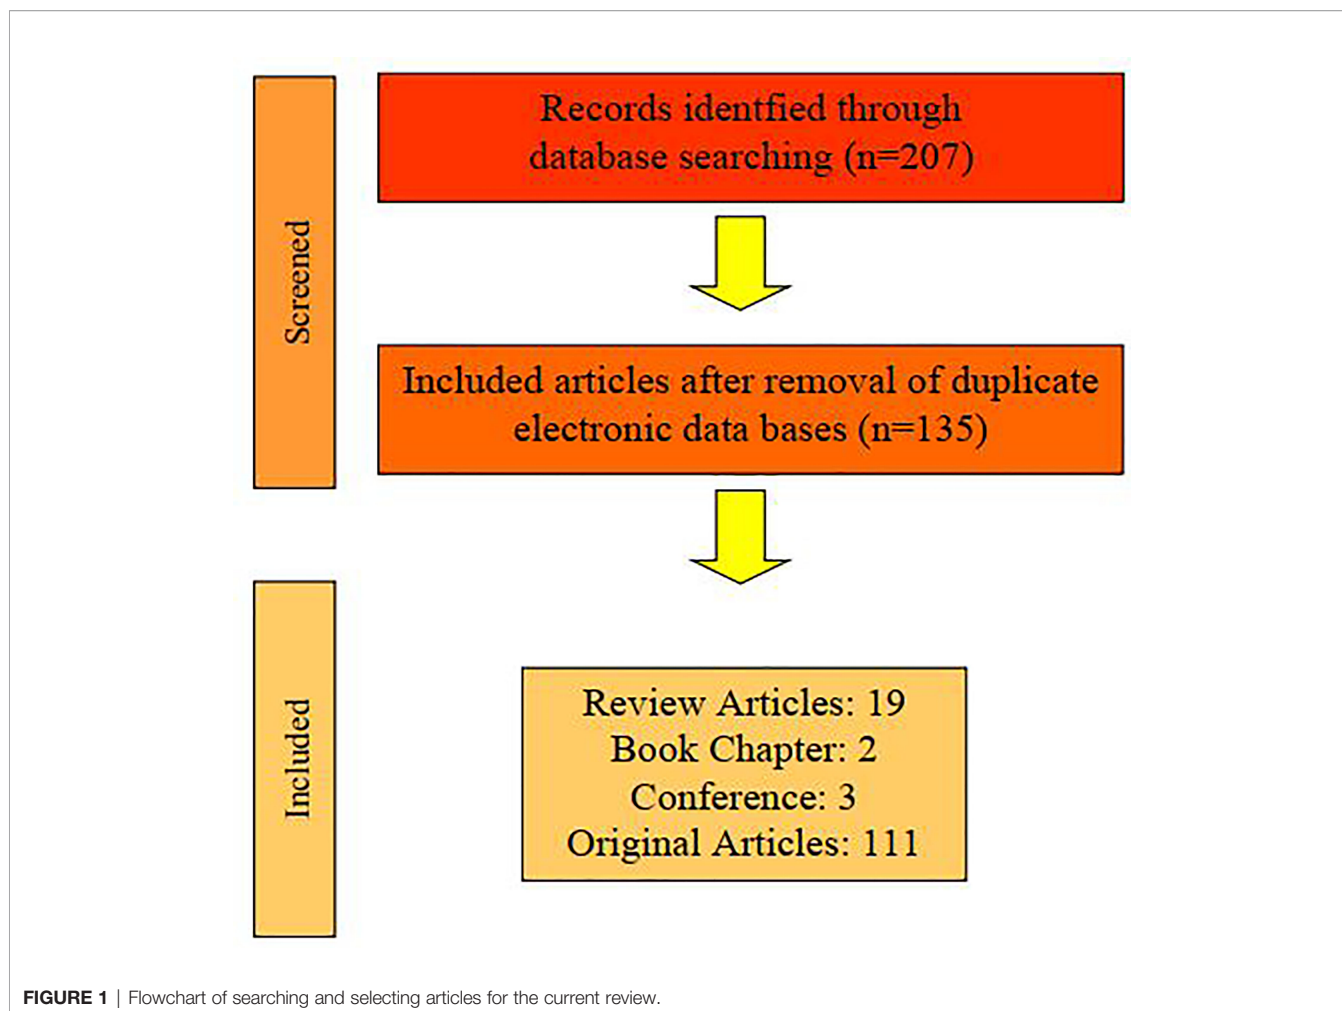 Screened
Records identfied through
database searching (n=207)
Included articles after removal of duplicate
electronic data bases (n=135)
Included
Review Articles: 19
Book Chapter: 2
Conference: 3
Original Articles: 111
FIGURE 1 | Flowchart of searching and selecting articles for the current review.